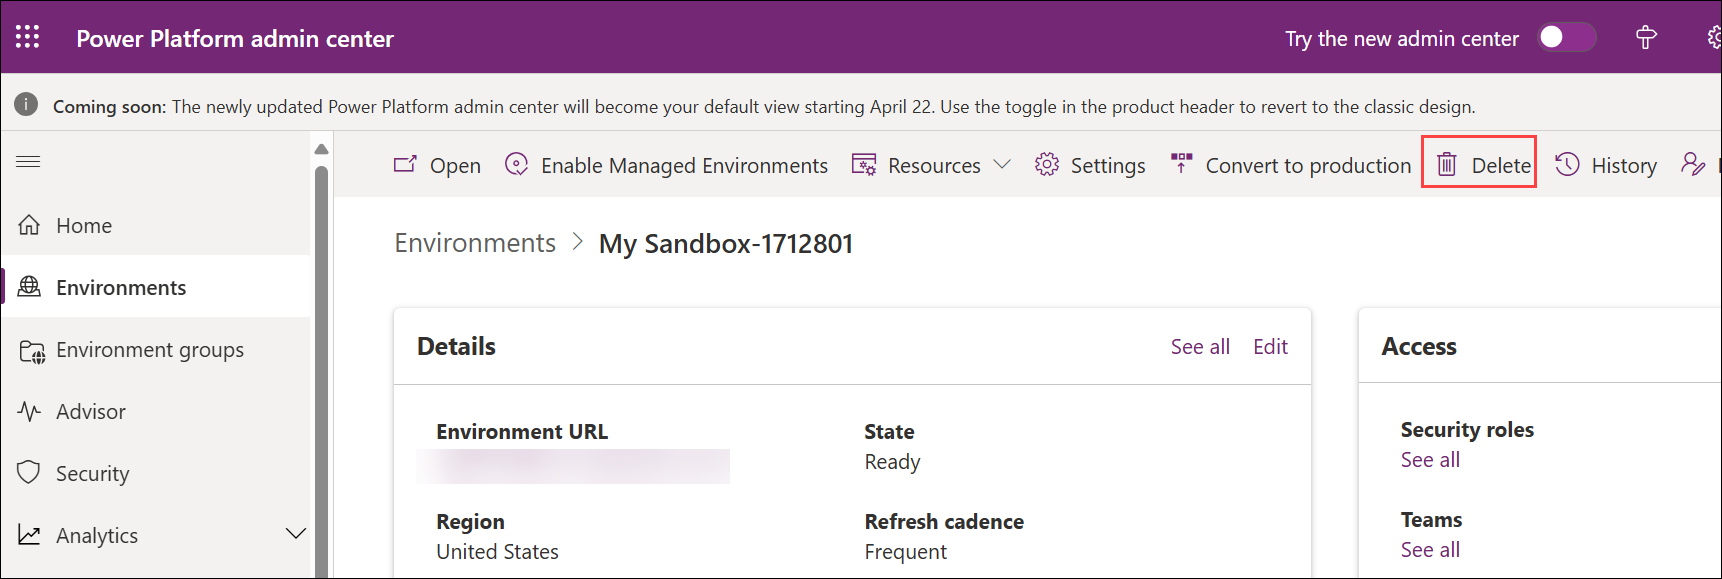 Power Platform admin center
Try the new admin center
Coming soon: The newly updated Power Platform admin center will become your default view starting April 22. Use the toggle in the product header to revert to the classic design.
Open
Enable Managed Environments
Resources
Settings
Convert to production
Delete
History
Home
Environments
Environment groups
Advisor
Security
Analytics
Environments > My Sandbox-1712801
Details
See all
Edit
Environment URL
State
Ready
Region
United States
Refresh cadence
Frequent
Access
Security roles
See all
Teams
See all